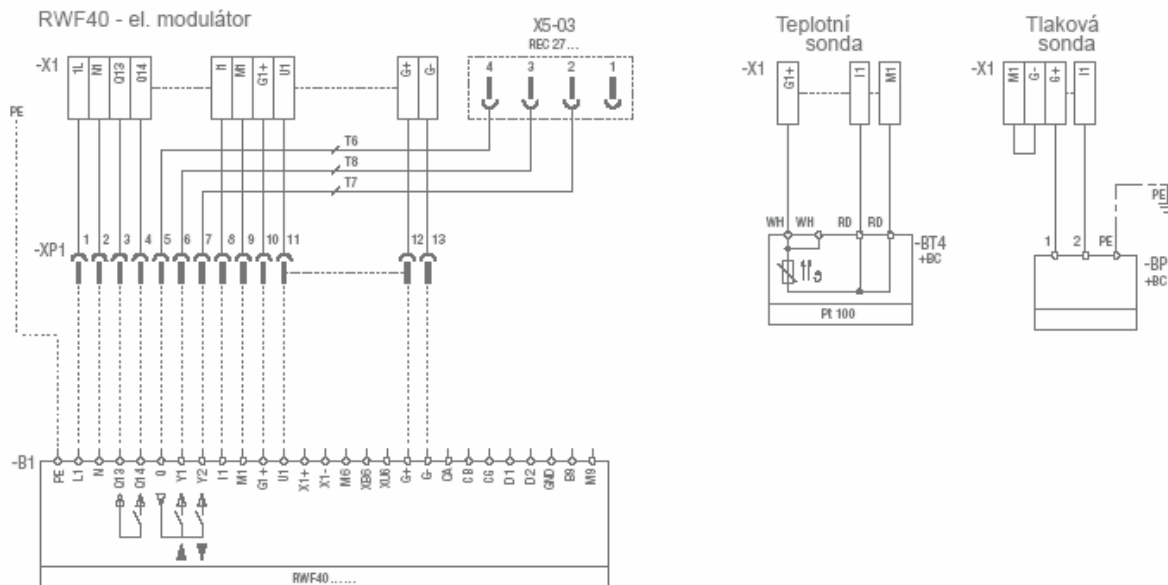 RWF40 - el. modulátor
X5-03
REC 27...
Teplotní
sonda
Tlaková
sonda
-X1
1L
N1
Q13
Q14
I1
M1
G1+
U1
G+
G-
4
3
2
1
-X1
G1+
I1
M1
-X1
M1
G-
G+
I1
PE
T6
T8
T7
PE
WH
WH
RD
RD
-BT4
+BC
Pt 100
1
2
PE
-BP
+BC
-XP1
1
2
3
4
5
6
7
8
9
10
11
12
13
-B1
PE
L1
N
Q13
Q14
Q
Y1
Y2
I1
M1
G1+
U1
X1+
X1-
M6
XB6
XU6
G+
G-
CA
CB
CG
D1
D2
GND
B9
M9
RWF40......